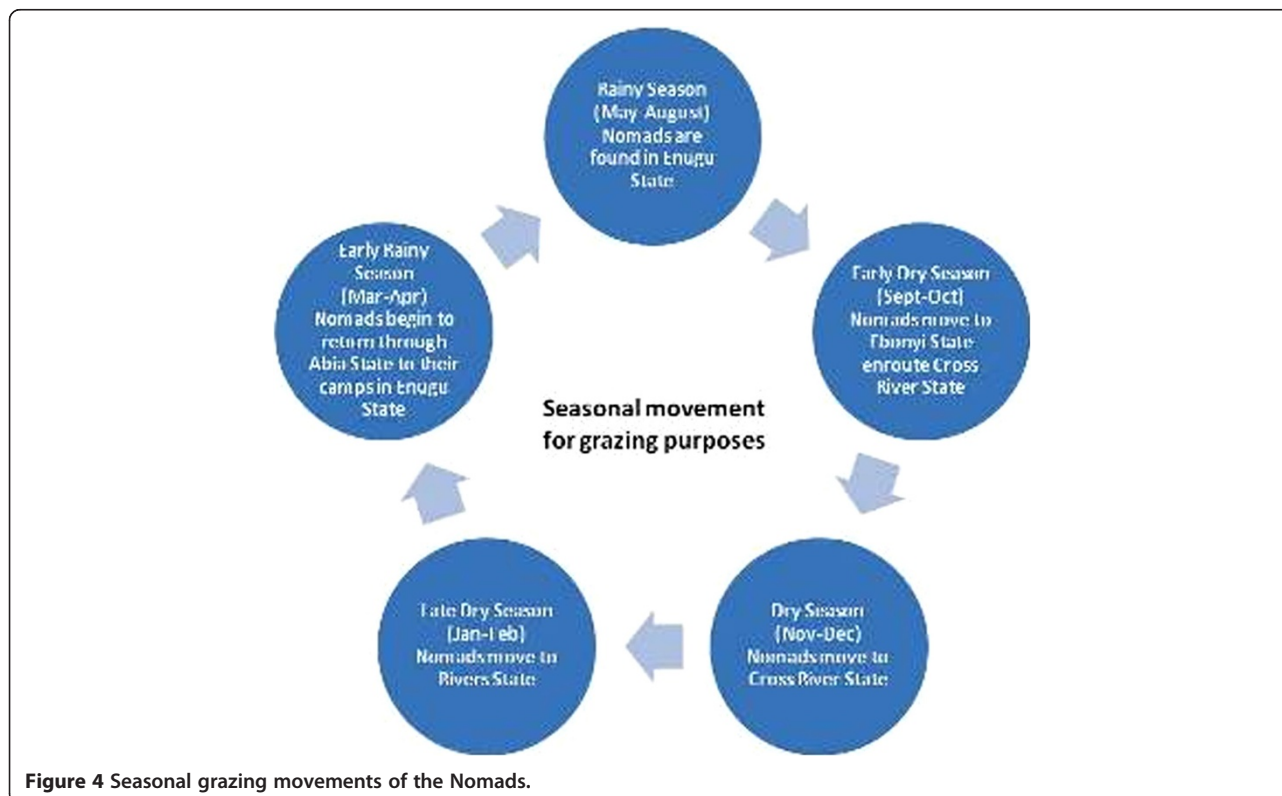 Rainy Season
(May-August)
Nomads are
found in Enugu
State
Early Dry Season
(Sept-Oct)
Nomads move to
Ebonyi State
enroute Cross
River State
Dry Season
(Nov-Dec)
Nomads move to
Cross River State
Late Dry Season
(Jan-Feb)
Nomads move to
Rivers State
Early Rainy
Season
(Mar-Apr)
Nomads begin to
return through
Abia State to their
camps in Enugu
State
Seasonal movement
for grazing purposes
Figure 4 Seasonal grazing movements of the Nomads.